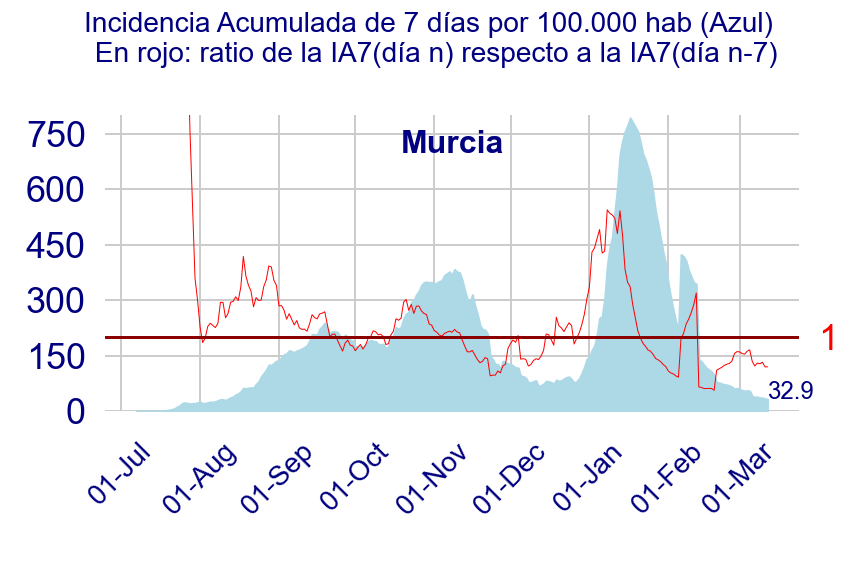 Incidencia Acumulada de 7 días por 100.000 hab (Azul)
En rojo: ratio de la IA7(día n) respecto a la IA7(día n-7)
Murcia
750
600
450
300
150
0
1
32.9
01-Jul
01-Aug
01-Sep
01-Oct
01-Nov
01-Dec
01-Jan
01-Feb
01-Mar